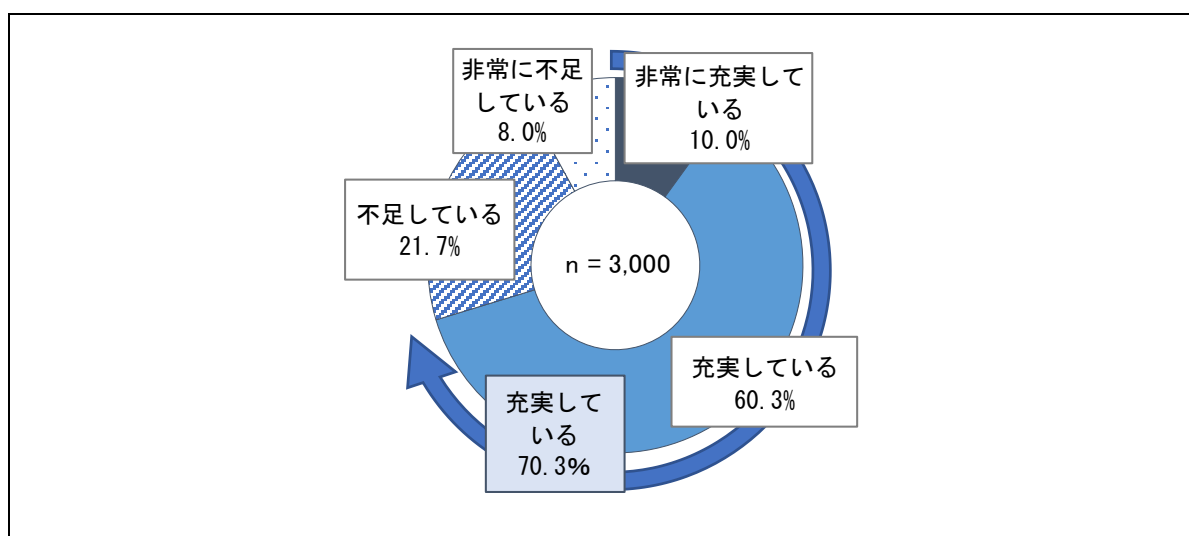 非常に不足
している
8.0%
非常に充実して
いる
10.0%
不足している
21.7%
n = 3,000
充実している
60.3%
充実して
いる
70.3%